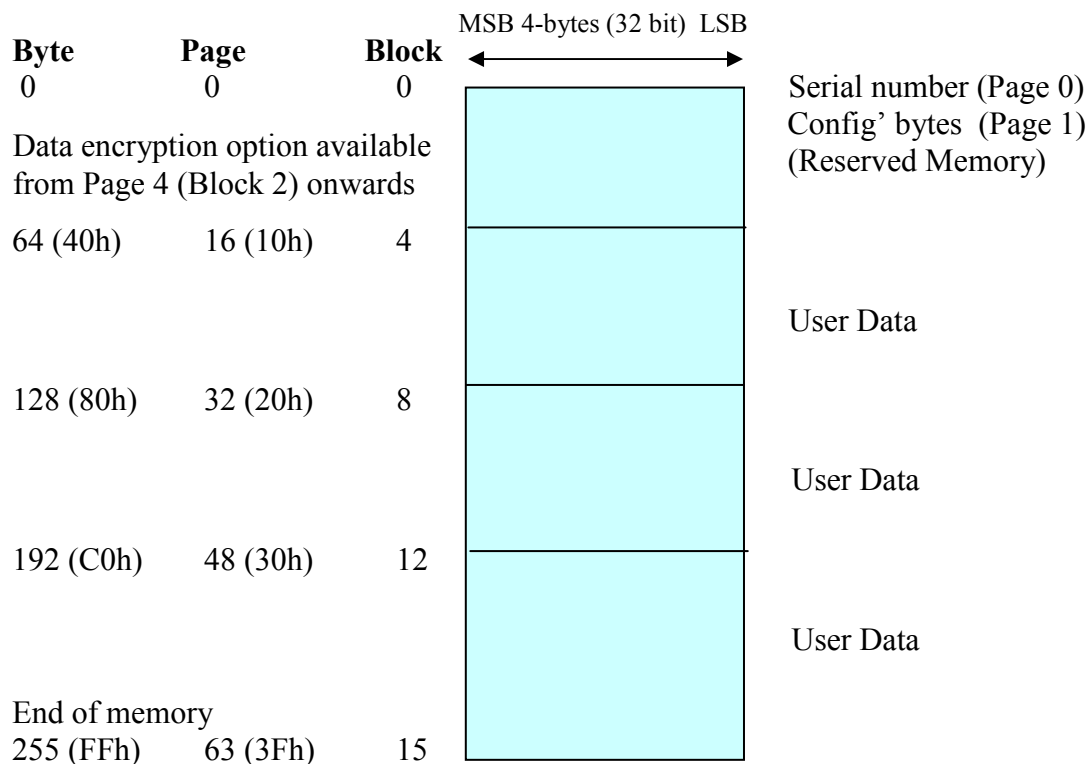 MSB 4-bytes (32 bit) LSB
Byte Page Block
0 0 0
Serial number (Page 0)
Config’ bytes (Page 1)
(Reserved Memory)
Data encryption option available
from Page 4 (Block 2) onwards
64 (40h) 16 (10h) 4
User Data
128 (80h) 32 (20h) 8
User Data
192 (C0h) 48 (30h) 12
User Data
End of memory
255 (FFh) 63 (3Fh) 15